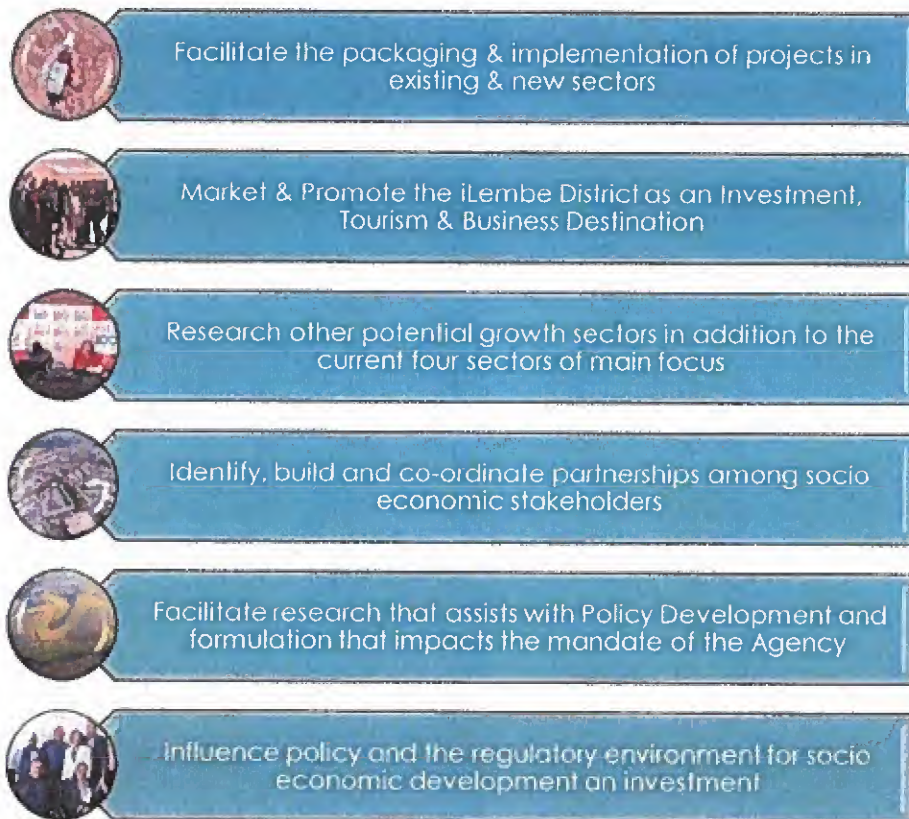 Facilitate the packaging & implementation of projects in
existing & new sectors
Market & Promote the iLembe District as an Investment,
Tourism & Business Destination
Research other potential growth sectors in addition to the
current four sectors of main focus
Identify, build and co-ordinate partnerships among socio
economic stakeholders
Facilitate research that assists with Policy Development and
formulation that impacts the mandate of the Agency
Influence policy and the regulatory environment for socio
economic development an investment